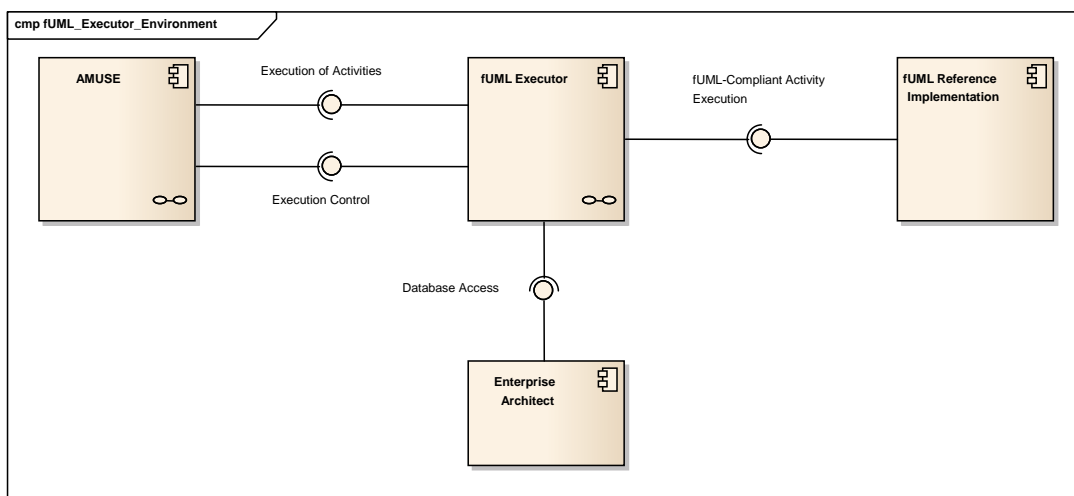 cmp fUML_Executor_Environment
AMUSE
Execution of Activities
Execution Control
fUML Executor
fUML-Compliant Activity
Execution
fUML Reference
Implementation
Database Access
Enterprise
Architect